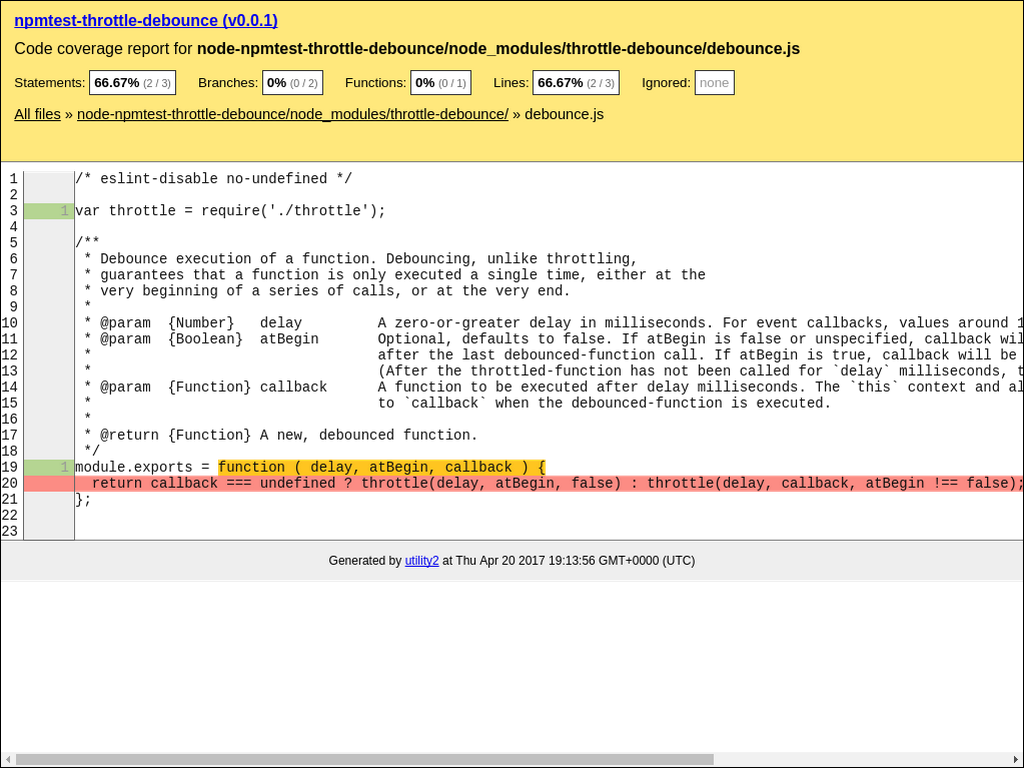 npmtest-throttle-debounce (v0.0.1)
Code coverage report for node-npmtest-throttle-debounce/node_modules/throttle-debounce/debounce.js
Statements: 66.67% (2 / 3) Branches: 0% (0 / 2) Functions: 0% (0 / 1) Lines: 66.67% (2 / 3) Ignored: none
All files » node-npmtest-throttle-debounce/node_modules/throttle-debounce/ » debounce.js
1 /* eslint-disable no-undefined */
2
3 1 var throttle = require('./throttle');
4
5 /**
6  * Debounce execution of a function. Debouncing, unlike throttling,
7  * guarantees that a function is only executed a single time, either at the
8  * very beginning of a series of calls, or at the very end.
9  *
10  * @param  {Number}   delay         A zero-or-greater delay in milliseconds. For event callbacks, values around 1
11  * @param  {Boolean}  atBegin       Optional, defaults to false. If atBegin is false or unspecified, callback wil
12  *                                  after the last debounced-function call. If atBegin is true, callback will be
13  *                                  (After the throttled-function has not been called for `delay` milliseconds, t
14  * @param  {Function} callback      A function to be executed after delay milliseconds. The `this` context and al
15  *                                  to `callback` when the debounced-function is executed.
16  *
17  * @return {Function} A new, debounced function.
18  */
19 1 module.exports = function ( delay, atBegin, callback ) {
20   return callback === undefined ? throttle(delay, atBegin, false) : throttle(delay, callback, atBegin !== false);
21 };
22
23
Generated by utility2 at Thu Apr 20 2017 19:13:56 GMT+0000 (UTC)